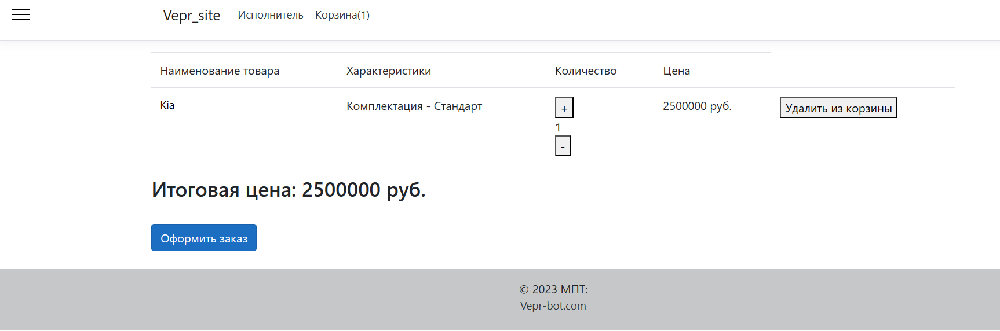 Vepr_site Исполнитель Корзина(1)
Наименование товара Характеристики Количество Цена
Kia Комплектация - Стандарт + 2500000 руб. Удалить из корзины
1
-
Итоговая цена: 2500000 руб.
Оформить заказ
© 2023 МПТ:
Vepr-bot.com